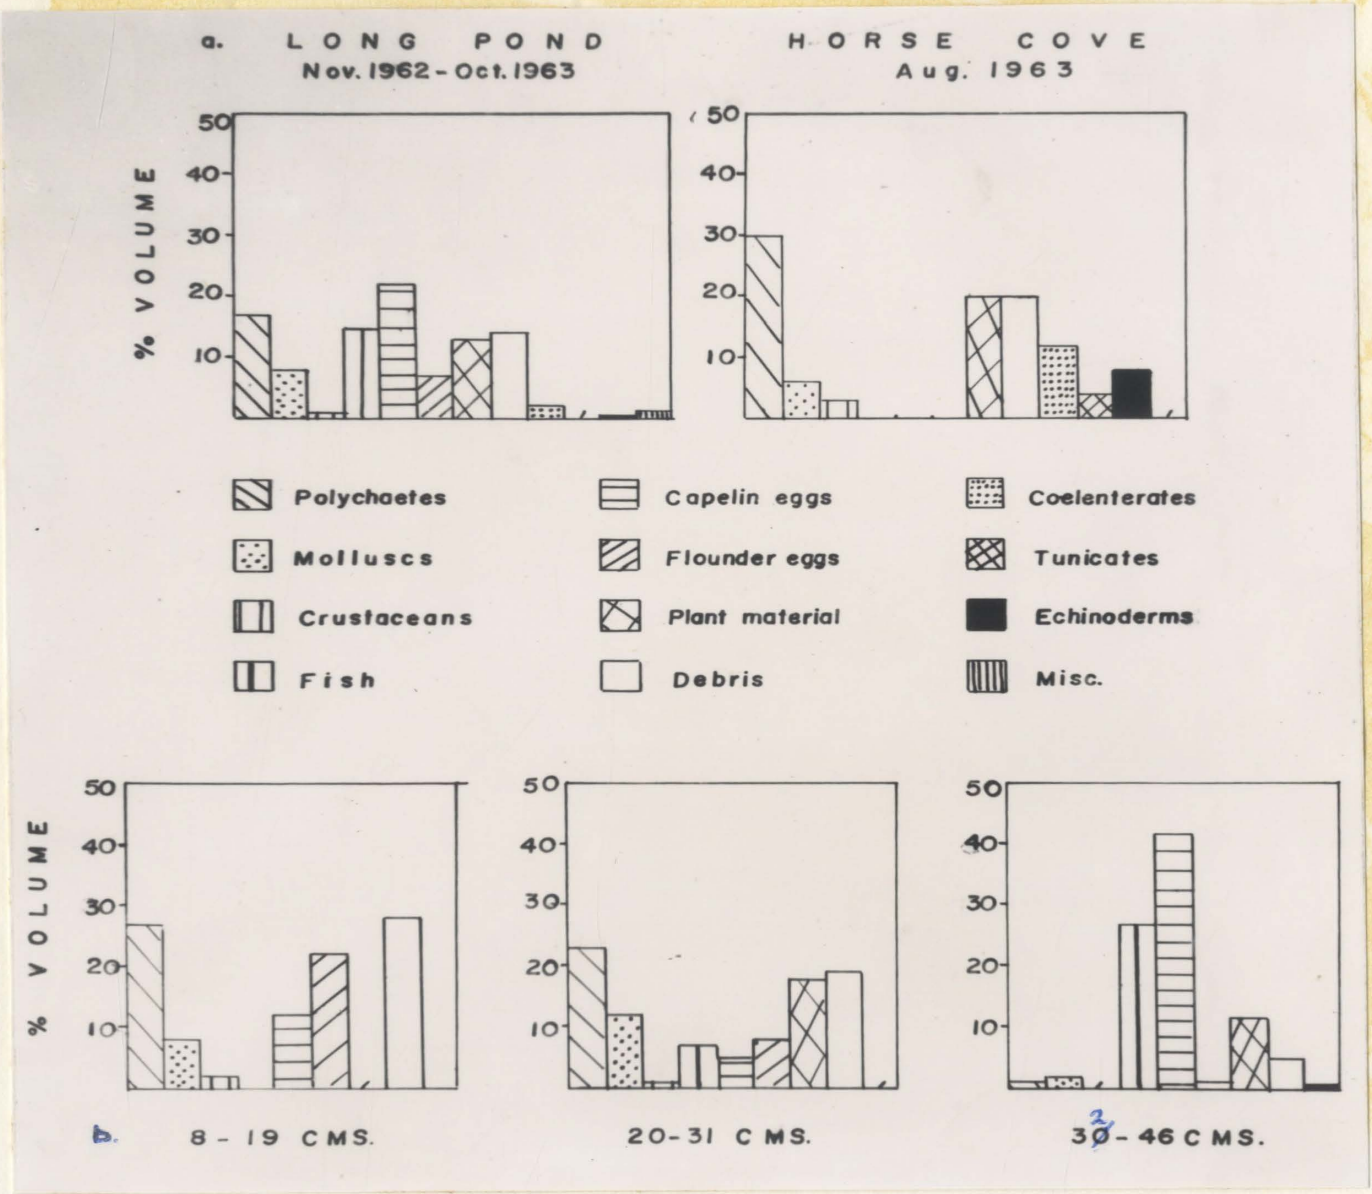 a. LONG POND HORSE COVE
Nov. 1962 - Oct. 1963 Aug. 1963
% VOLUME
50
40
30
20
10
50
40
30
20
10
Polychaetes Capelin eggs Coelenterates
Molluscs Flounder eggs Tunicates
Crustaceans Plant material Echinoderms
Fish Debris Misc.
% VOLUME
50
40
30
20
10
50
40
30
20
10
50
40
30
20
10
b. 8 - 19 CMS. 20-31 CMS. 32 - 46 CMS.